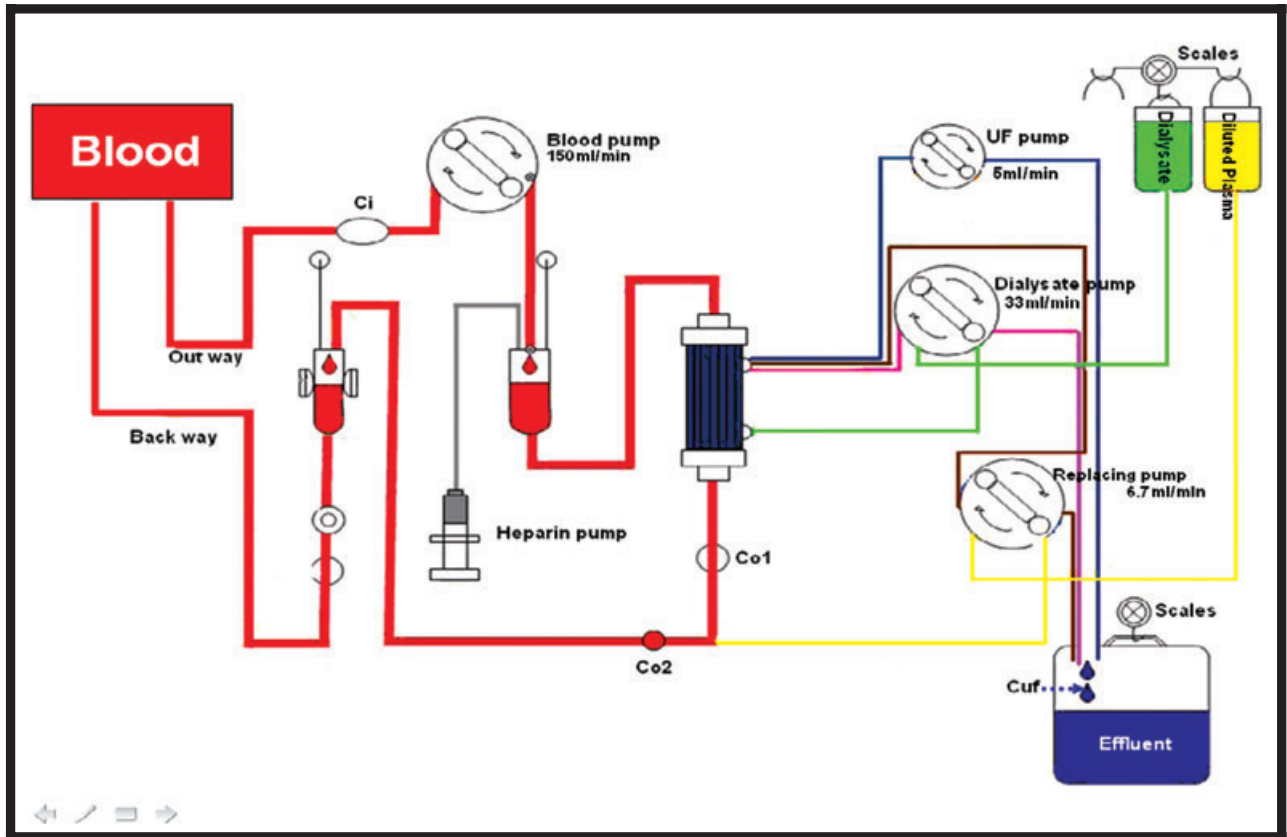 Scales
Blood
Blood pump
150ml/min
UF pump
5ml/min
Dialysate
Diluted Plasma
Ci
Dialysate pump
33ml/min
Out way
Back way
Replacing pump
6.7ml/min
Heparin pump
Co1
Scales
Co2
Cuf
Effluent